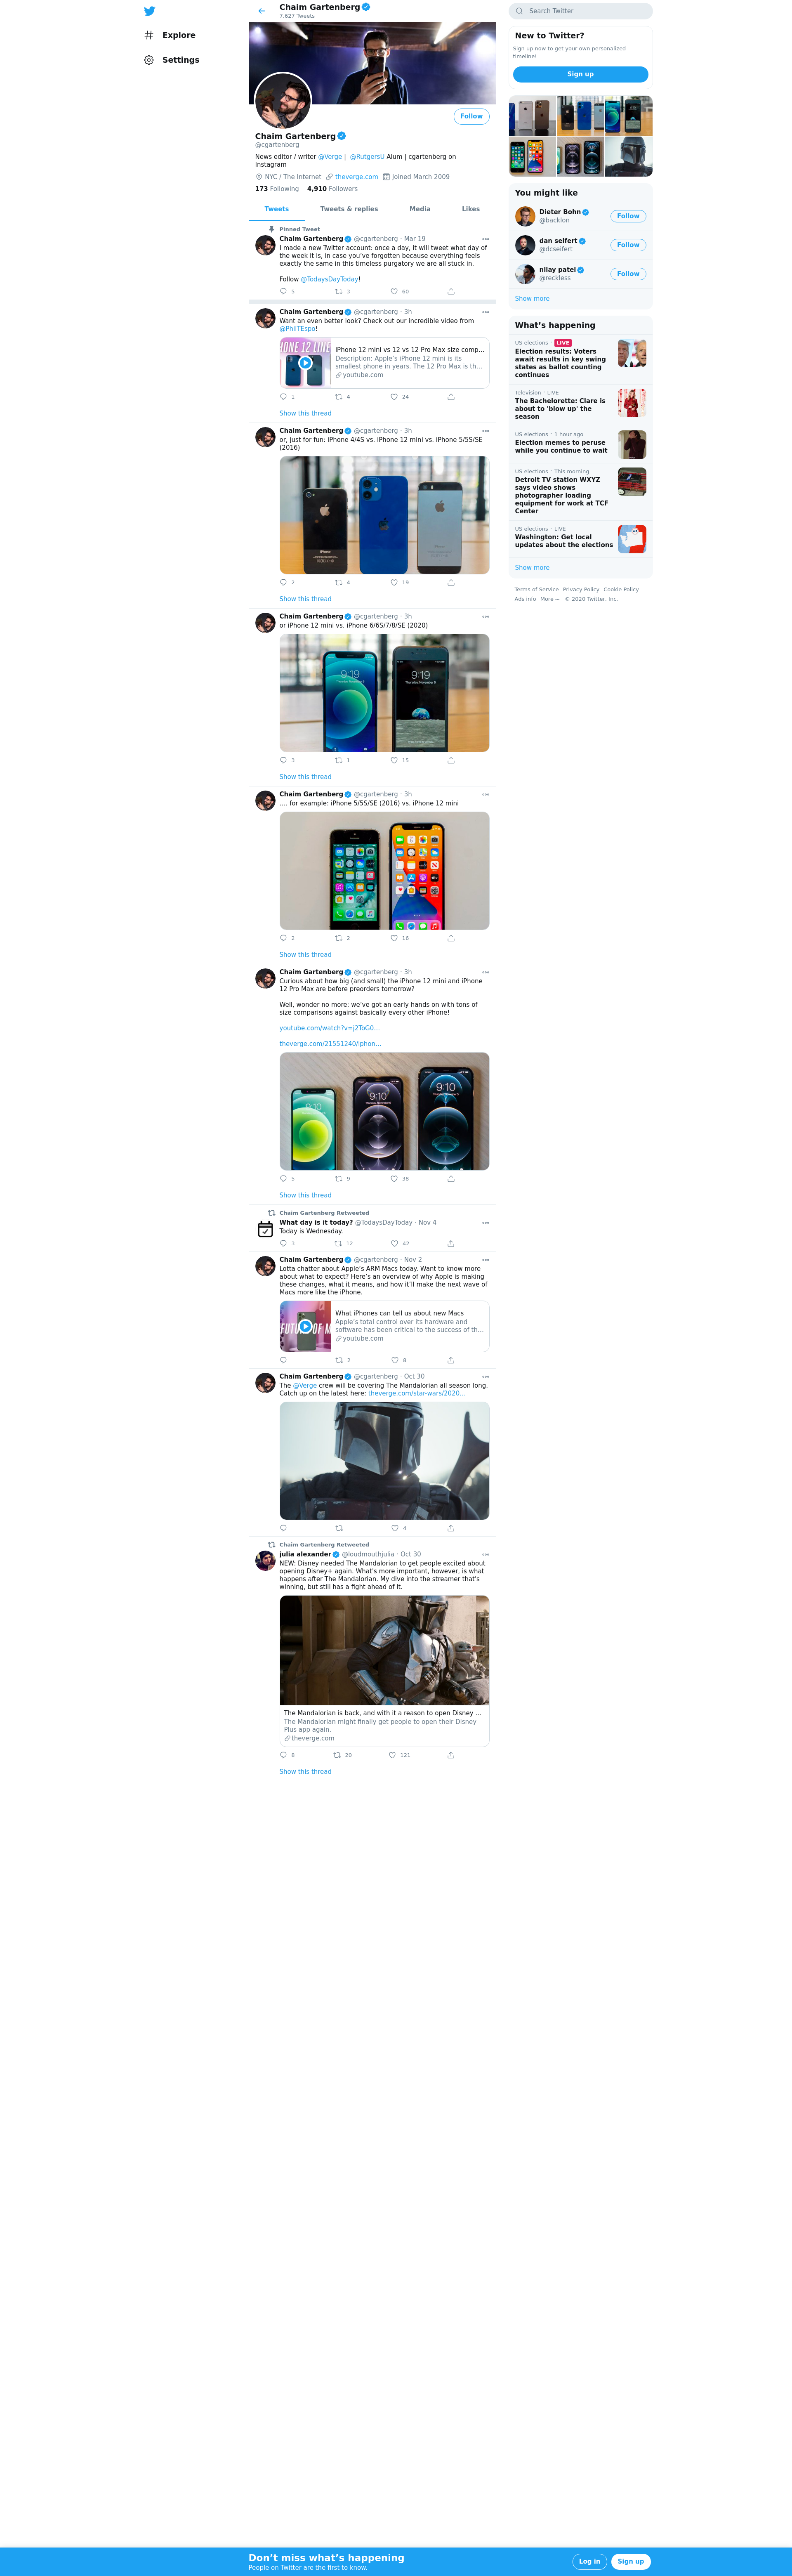 Explore
Settings
Chaim Gartenberg
7,627 Tweets
Follow
Chaim Gartenberg
@cgartenberg
News editor / writer @Verge | @RutgersU Alum | cgartenberg on
Instagram
NYC / The Internet theverge.com Joined March 2009
173 Following 4,910 Followers
Tweets Tweets & replies Media Likes
Pinned Tweet
Chaim Gartenberg @cgartenberg · Mar 19
I made a new Twitter account: once a day, it will tweet what day of
the week it is, in case you've forgotten because everything feels
exactly the same in this timeless purgatory we are all stuck in.
Follow @TodaysDayToday!
5 3 60
Chaim Gartenberg @cgartenberg · 3h
Want an even better look? Check out our incredible video from
@PhilTEspo!
iPhone 12 mini vs 12 vs 12 Pro Max size comp...
Description: Apple's iPhone 12 mini is its
smallest phone in years. The 12 Pro Max is th...
youtube.com
1 4 24
Show this thread
Chaim Gartenberg @cgartenberg · 3h
or, just for fun: iPhone 4/4S vs. iPhone 12 mini vs. iPhone 5/5S/SE
(2016)
2 4 19
Show this thread
Chaim Gartenberg @cgartenberg · 3h
or iPhone 12 mini vs. iPhone 6/6S/7/8/SE (2020)
9:19
9:19
3 1 15
Show this thread
Chaim Gartenberg @cgartenberg · 3h
.... for example: iPhone 5/5S/SE (2016) vs. iPhone 12 mini
2 2 16
Show this thread
Chaim Gartenberg @cgartenberg · 3h
Curious about how big (and small) the iPhone 12 mini and iPhone
12 Pro Max are before preorders tomorrow?
Well, wonder no more: we've got an early hands on with tons of
size comparisons against basically every other iPhone!
youtube.com/watch?v=j2ToG0...
theverge.com/21551240/iphon...
9:10
9:10
9:10
5 9 38
Show this thread
Chaim Gartenberg Retweeted
What day is it today? @TodaysDayToday · Nov 4
Today is Wednesday.
3 12 42
Chaim Gartenberg @cgartenberg · Nov 2
Lotta chatter about Apple's ARM Macs today. Want to know more
about what to expect? Here's an overview of why Apple is making
these changes, what it means, and how it'll make the next wave of
Macs more like the iPhone.
What iPhones can tell us about new Macs
Apple's total control over its hardware and
software has been critical to the success of th...
youtube.com
2 8
Chaim Gartenberg @cgartenberg · Oct 30
The @Verge crew will be covering The Mandalorian all season long.
Catch up on the latest here: theverge.com/star-wars/2020...
4
Chaim Gartenberg Retweeted
julia alexander @loudmouthjulia · Oct 30
NEW: Disney needed The Mandalorian to get people excited about
opening Disney+ again. What's more important, however, is what
happens after The Mandalorian. My dive into the streamer that's
winning, but still has a fight ahead of it.
The Mandalorian is back, and with it a reason to open Disney ...
The Mandalorian might finally get people to open their Disney
Plus app again.
theverge.com
8 20 121
Show this thread
Search Twitter
New to Twitter?
Sign up now to get your own personalized
timeline!
Sign up
You might like
Dieter Bohn
@backlon
Follow
dan seifert
@dcseifert
Follow
nilay patel
@reckless
Follow
Show more
What's happening
US elections · LIVE
Election results: Voters
await results in key swing
states as ballot counting
continues
Television · LIVE
The Bachelorette: Clare is
about to 'blow up' the
season
US elections · 1 hour ago
Election memes to peruse
while you continue to wait
US elections · This morning
Detroit TV station WXYZ
says video shows
photographer loading
equipment for work at TCF
Center
US elections · LIVE
Washington: Get local
updates about the elections
Show more
Terms of Service Privacy Policy Cookie Policy
Ads info More © 2020 Twitter, Inc.
Don't miss what's happening
People on Twitter are the first to know.
Log in
Sign up